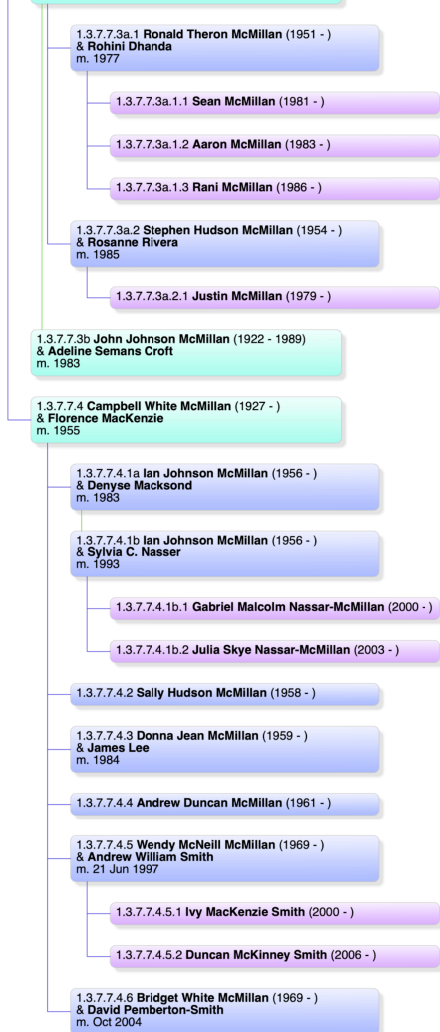 1.3.7.7.3a.1 Ronald Theron McMillan (1951 - )
& Rohini Dhanda
m. 1977
1.3.7.7.3a.1.1 Sean McMillan (1981 - )
1.3.7.7.3a.1.2 Aaron McMillan (1983 - )
1.3.7.7.3a.1.3 Rani McMillan (1986 - )
1.3.7.7.3a.2 Stephen Hudson McMillan (1954 - )
& Rosanne Rivera
m. 1985
1.3.7.7.3a.2.1 Justin McMillan (1979 - )
1.3.7.7.3b John Johnson McMillan (1922 - 1989)
& Adeline Semans Croft
m. 1983
1.3.7.7.4 Campbell White McMillan (1927 - )
& Florence MacKenzie
m. 1955
1.3.7.7.4.1a Ian Johnson McMillan (1956 - )
& Denyse Macksond
m. 1983
1.3.7.7.4.1b Ian Johnson McMillan (1956 - )
& Sylvia C. Nasser
m. 1993
1.3.7.7.4.1b.1 Gabriel Malcolm Nassar-McMillan (2000 - )
1.3.7.7.4.1b.2 Julia Skye Nassar-McMillan (2003 - )
1.3.7.7.4.2 Sally Hudson McMillan (1958 - )
1.3.7.7.4.3 Donna Jean McMillan (1959 - )
& James Lee
m. 1984
1.3.7.7.4.4 Andrew Duncan McMillan (1961 - )
1.3.7.7.4.5 Wendy McNeill McMillan (1969 - )
& Andrew William Smith
m. 21 Jun 1997
1.3.7.7.4.5.1 Ivy MacKenzie Smith (2000 - )
1.3.7.7.4.5.2 Duncan McKinney Smith (2006 - )
1.3.7.7.4.6 Bridget White McMillan (1969 - )
& David Pemberton-Smith
m. Oct 2004